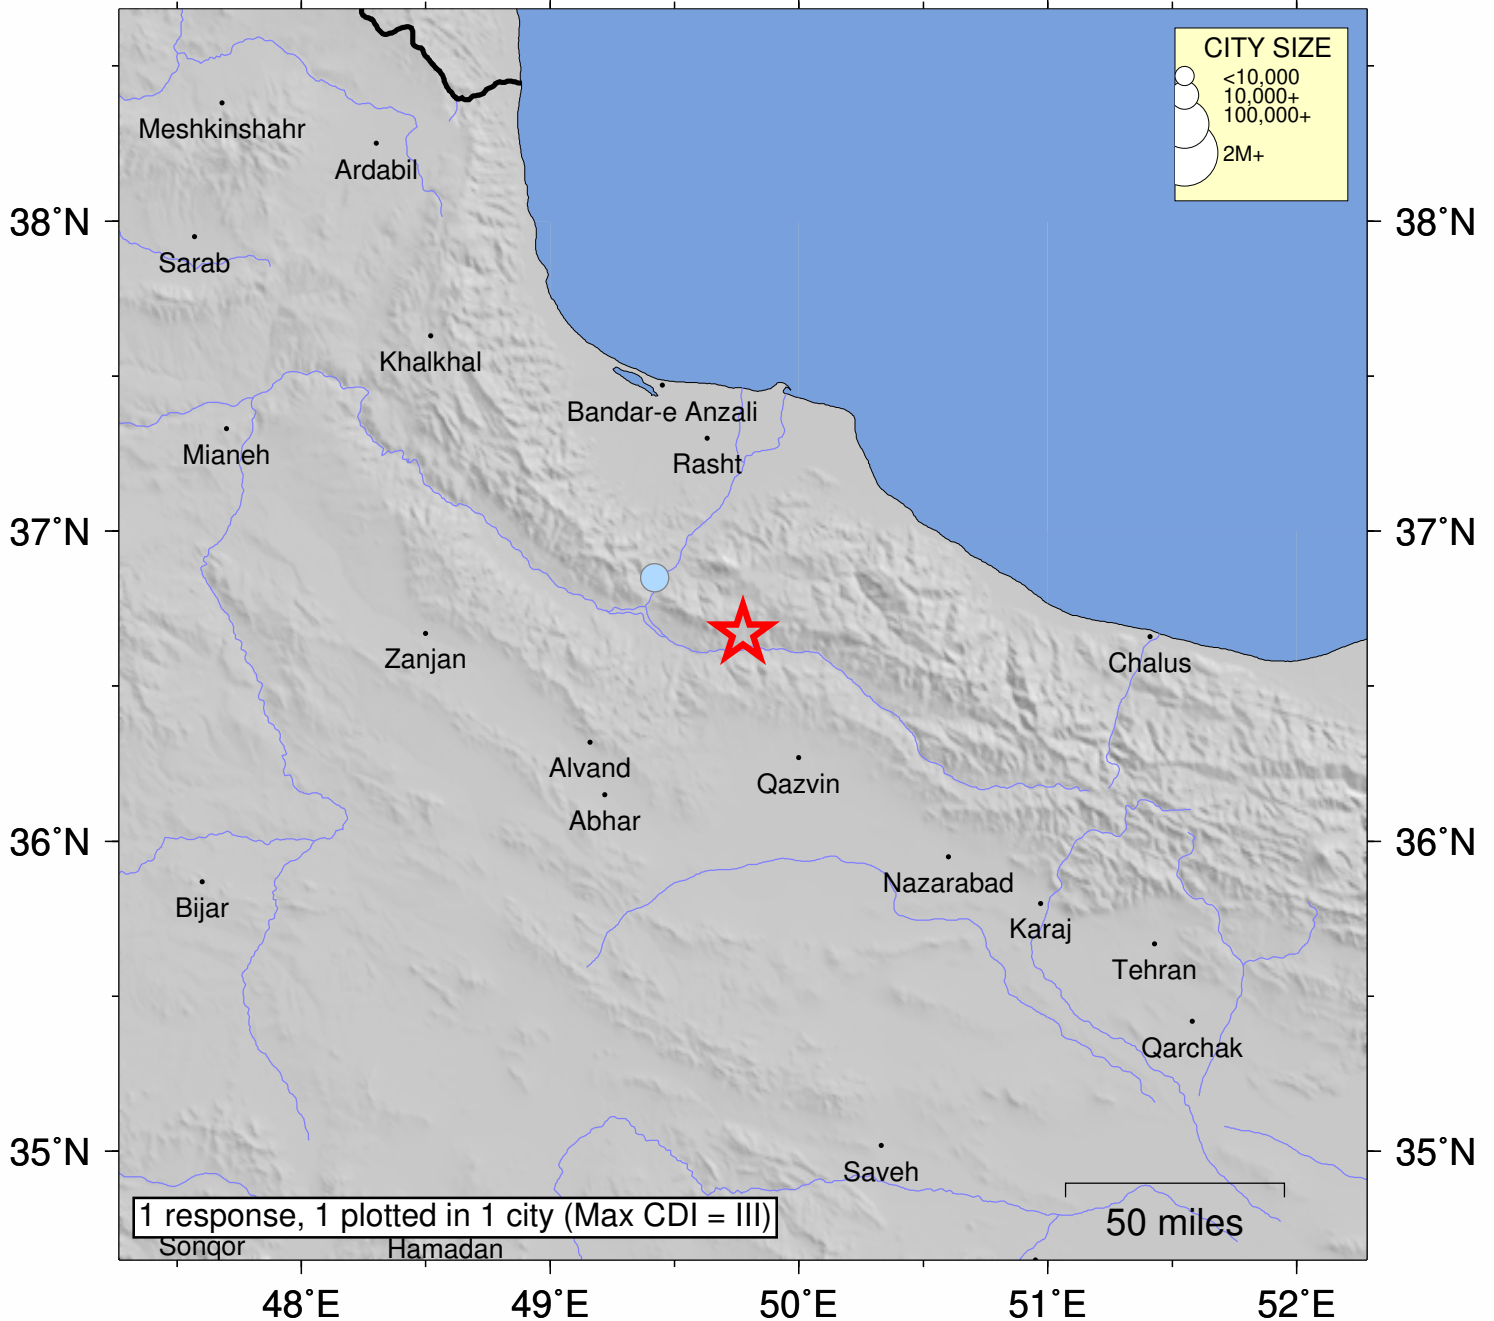 CITY SIZE
<10,000
10,000+
100,000+
2M+
Meshkinshahr
Ardabil
38°N
38°N
Sarab
Khalkhal
Bandar-e Anzali
Mianeh
Rasht
37°N
37°N
Zanjan
Chalus
Alvand
Qazvin
Abhar
36°N
36°N
Nazarabad
Bijar
Karaj
Tehran
Qarchak
35°N
35°N
Saveh
1 response, 1 plotted in 1 city (Max CDI = III)
50 miles
Sonqor
Hamadan
48°E
49°E
50°E
51°E
52°E